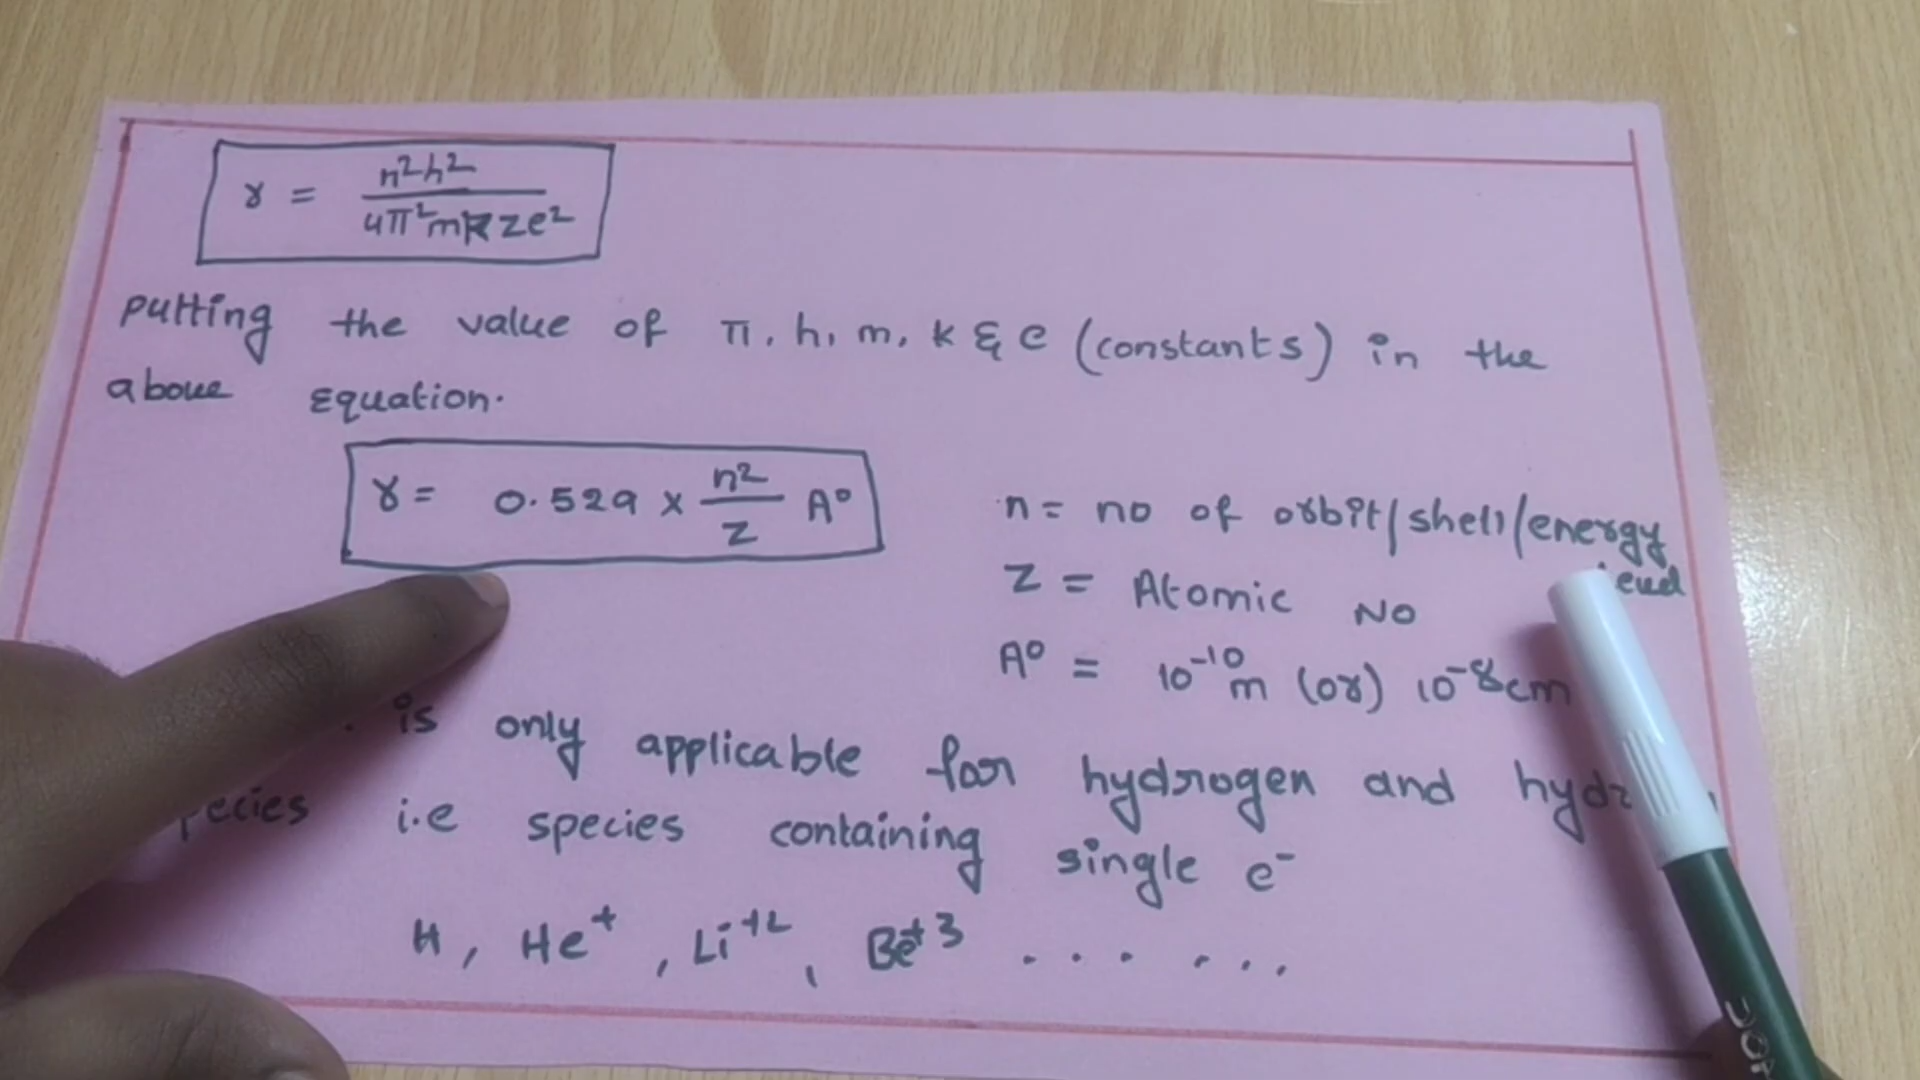 r = n²h² / 4π²mKze²
putting the value of π, h, m, k & e (constants) in the
above Equation.
r = 0.529 × n²/Z A°
n = no of orbit/shell/energy
Z = Atomic No
A° = 10⁻¹⁰m (or) 10⁻⁸cm
is only applicable for hydrogen and
i.e species containing single e⁻
H, He⁺, Li⁺², Be⁺³ . . . . . .